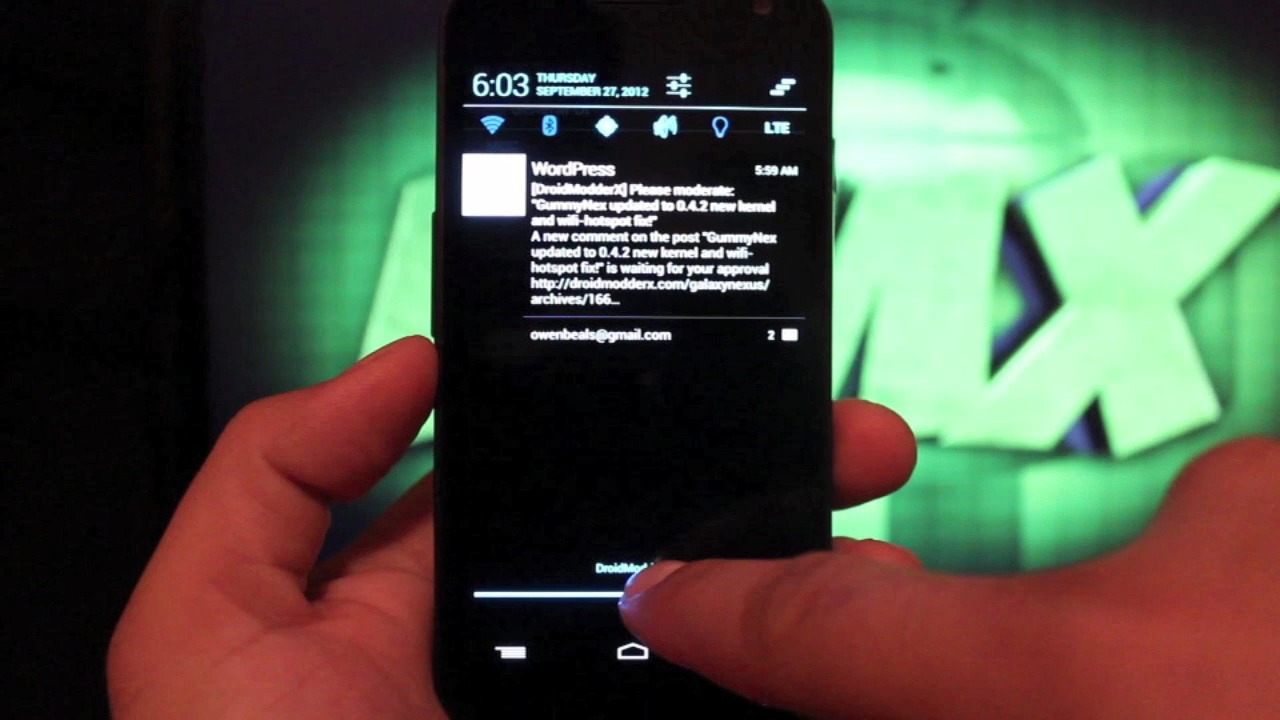 6:03
THURSDAY
SEPTEMBER 27, 2012
LTE
WordPress
5:59 AM
[DroidModderX] Please moderate:
"GummyNex updated to 0.4.2 new kernel
and wifi-hotspot fix!"
A new comment on the post "GummyNex
updated to 0.4.2 new kernel and wifi-
hotspot fix!" is waiting for your approval
http://droidmodderx.com/galaxynexus/
archives/166...
owenbeals@gmail.com
2
X